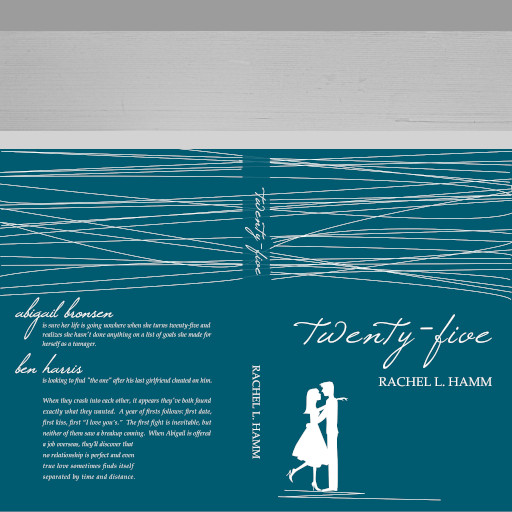 abigail bronsen
is sure her life is going nowhere when she turns twenty-five and
realizes she hasn't done anything on a list of goals she made for
herself as a teenager.
ben harris
is looking to find "the one" after his last girlfriend cheated on him.
When they crash into each other, it appears they've both found
exactly what they wanted. A year of firsts follows: first date,
first kiss, first "I love you's." The first fight is inevitable, but
neither of them saw a breakup coming. When Abigail is offered
a job overseas, they'll discover that
no relationship is perfect and even
true love sometimes finds itself
separated by time and distance.
twenty-five
RACHEL L. HAMM
twenty-five
RACHEL L. HAMM